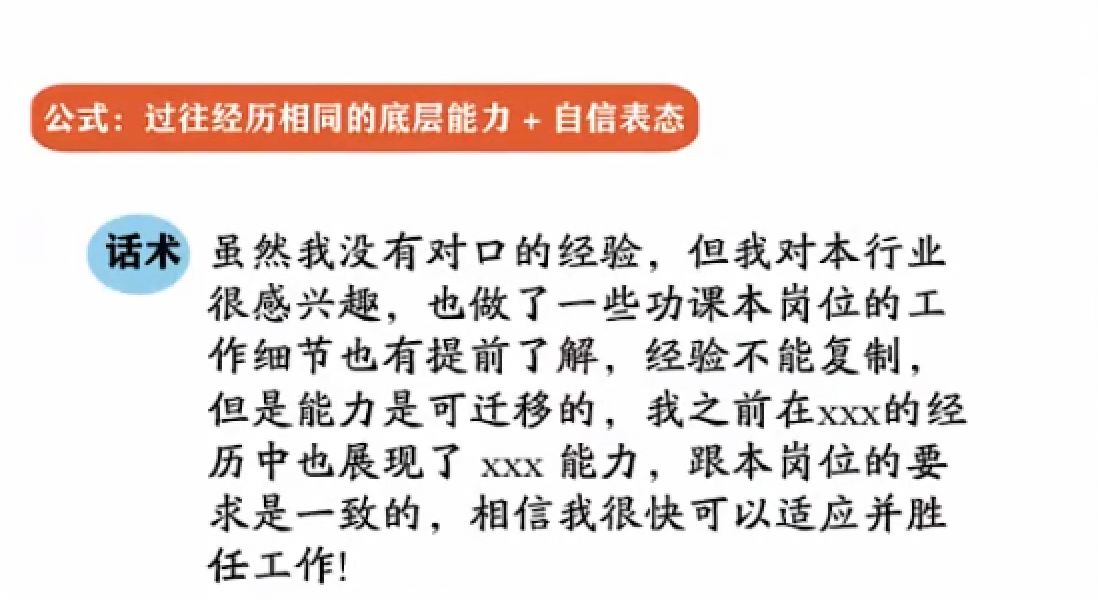 公式：过往经历相同的底层能力 + 自信表态
话术
虽然我没有对口的经验，但我对本行业
很感兴趣，也做了一些功课本岗位的工
作细节也有提前了解，经验不能复制，
但是能力是可迁移的，我之前在xxx的经
历中也展现了 xxx 能力，跟本岗位的要
求是一致的，相信我很快可以适应并胜
任工作!